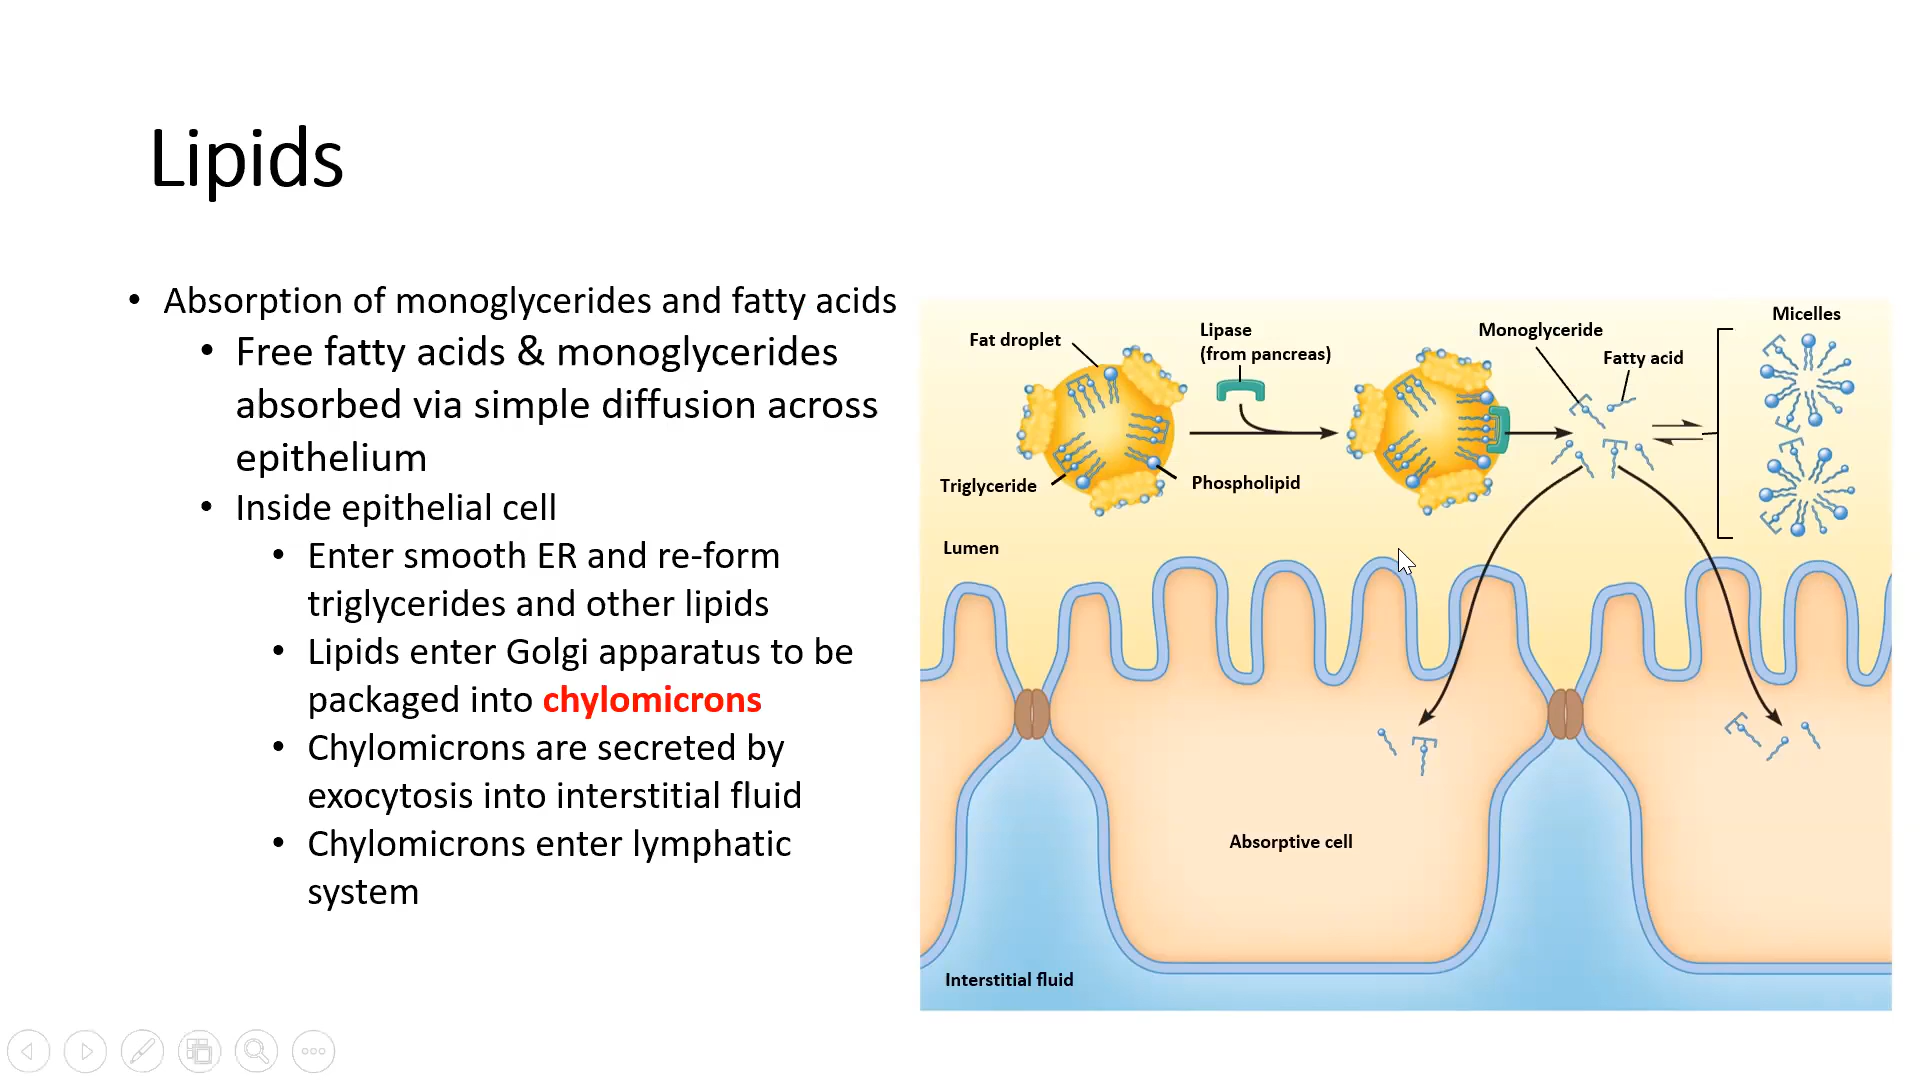 Lipids
• Absorption of monoglycerides and fatty acids
• Free fatty acids & monoglycerides
absorbed via simple diffusion across
epithelium
• Inside epithelial cell
• Enter smooth ER and re-form
triglycerides and other lipids
• Lipids enter Golgi apparatus to be
packaged into chylomicrons
• Chylomicrons are secreted by
exocytosis into interstitial fluid
• Chylomicrons enter lymphatic
system
Fat droplet
Lipase
(from pancreas)
Monoglyceride
Fatty acid
Micelles
Triglyceride
Phospholipid
Lumen
Absorptive cell
Interstitial fluid